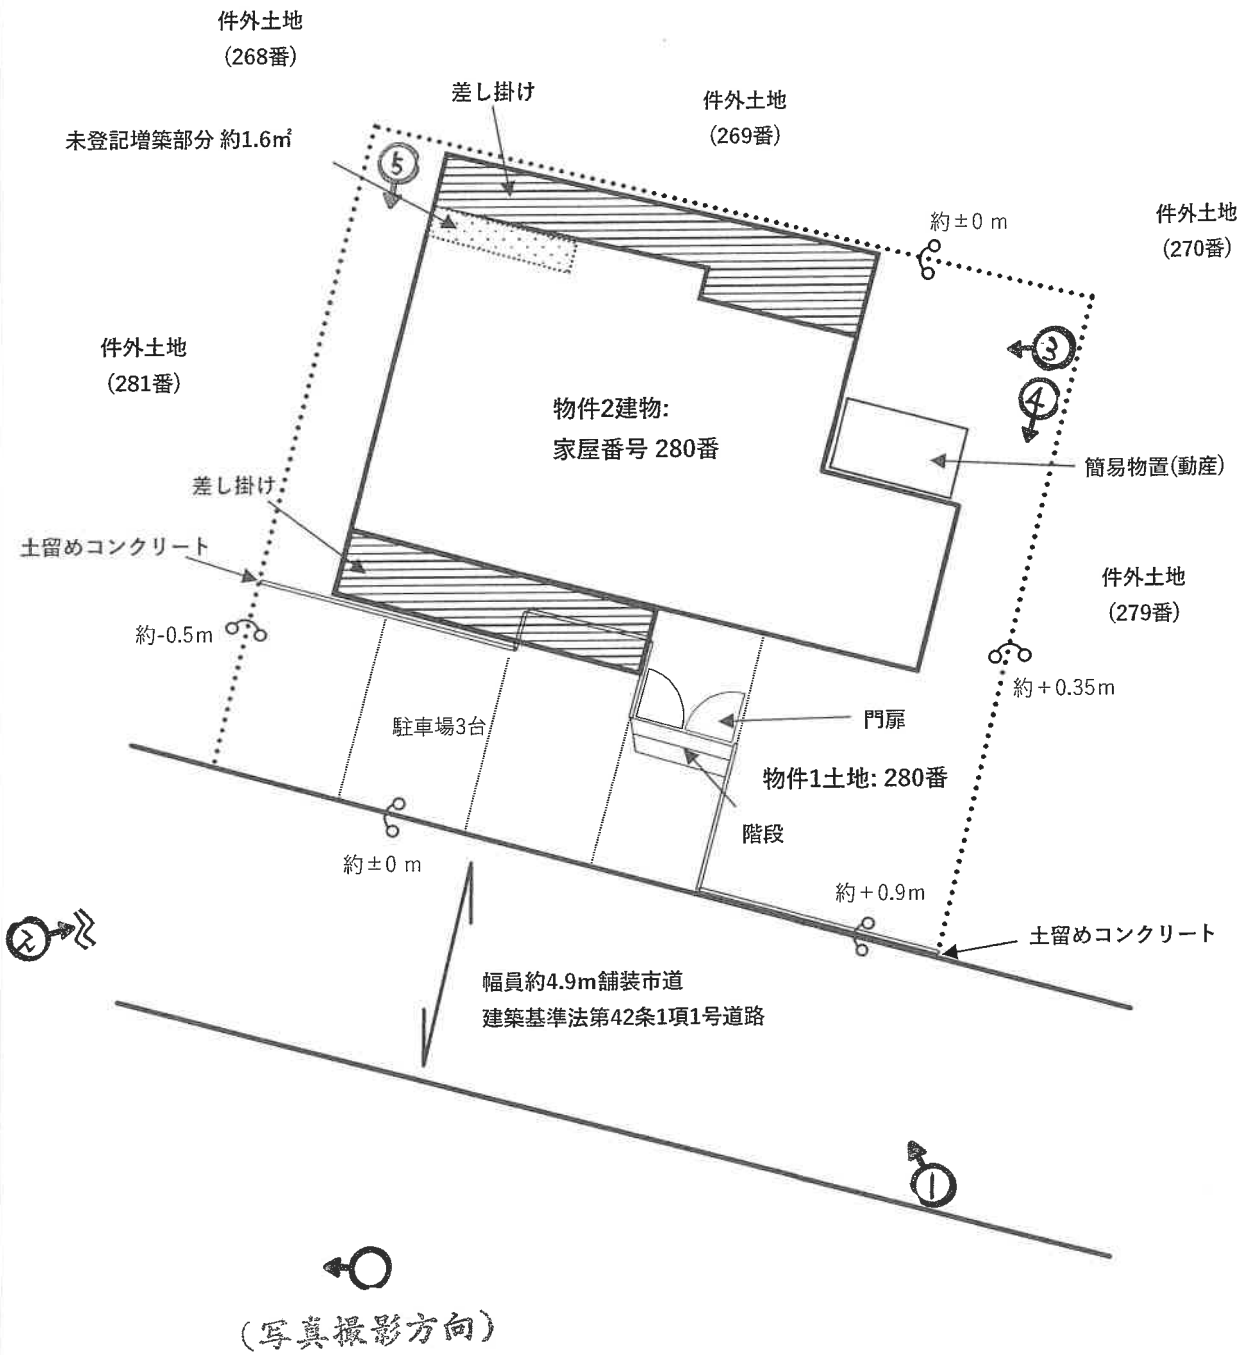 件外土地
(268番)
差し掛け
件外土地
(269番)
未登記増築部分 約1.6㎡
5
約±0 m
件外土地
(270番)
3
4
件外土地
(281番)
物件2建物:
家屋番号 280番
簡易物置(動産)
差し掛け
土留めコンクリート
件外土地
(279番)
約-0.5m
約+0.35m
駐車場3台
門扉
物件1土地: 280番
階段
約±0 m
約+0.9m
2
土留めコンクリート
幅員約4.9m舗装市道
建築基準法第42条1項1号道路
1
(写真撮影方向)